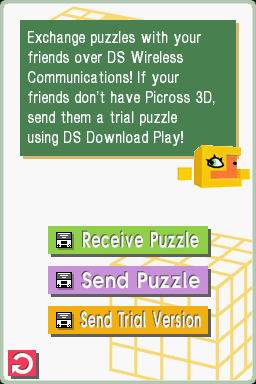 Exchange puzzles with your
friends over DS Wireless
Communications! If your
friends don't have Picross 3D,
send them a trial puzzle
using DS Download Play!
Receive Puzzle
Send Puzzle
Send Trial Version